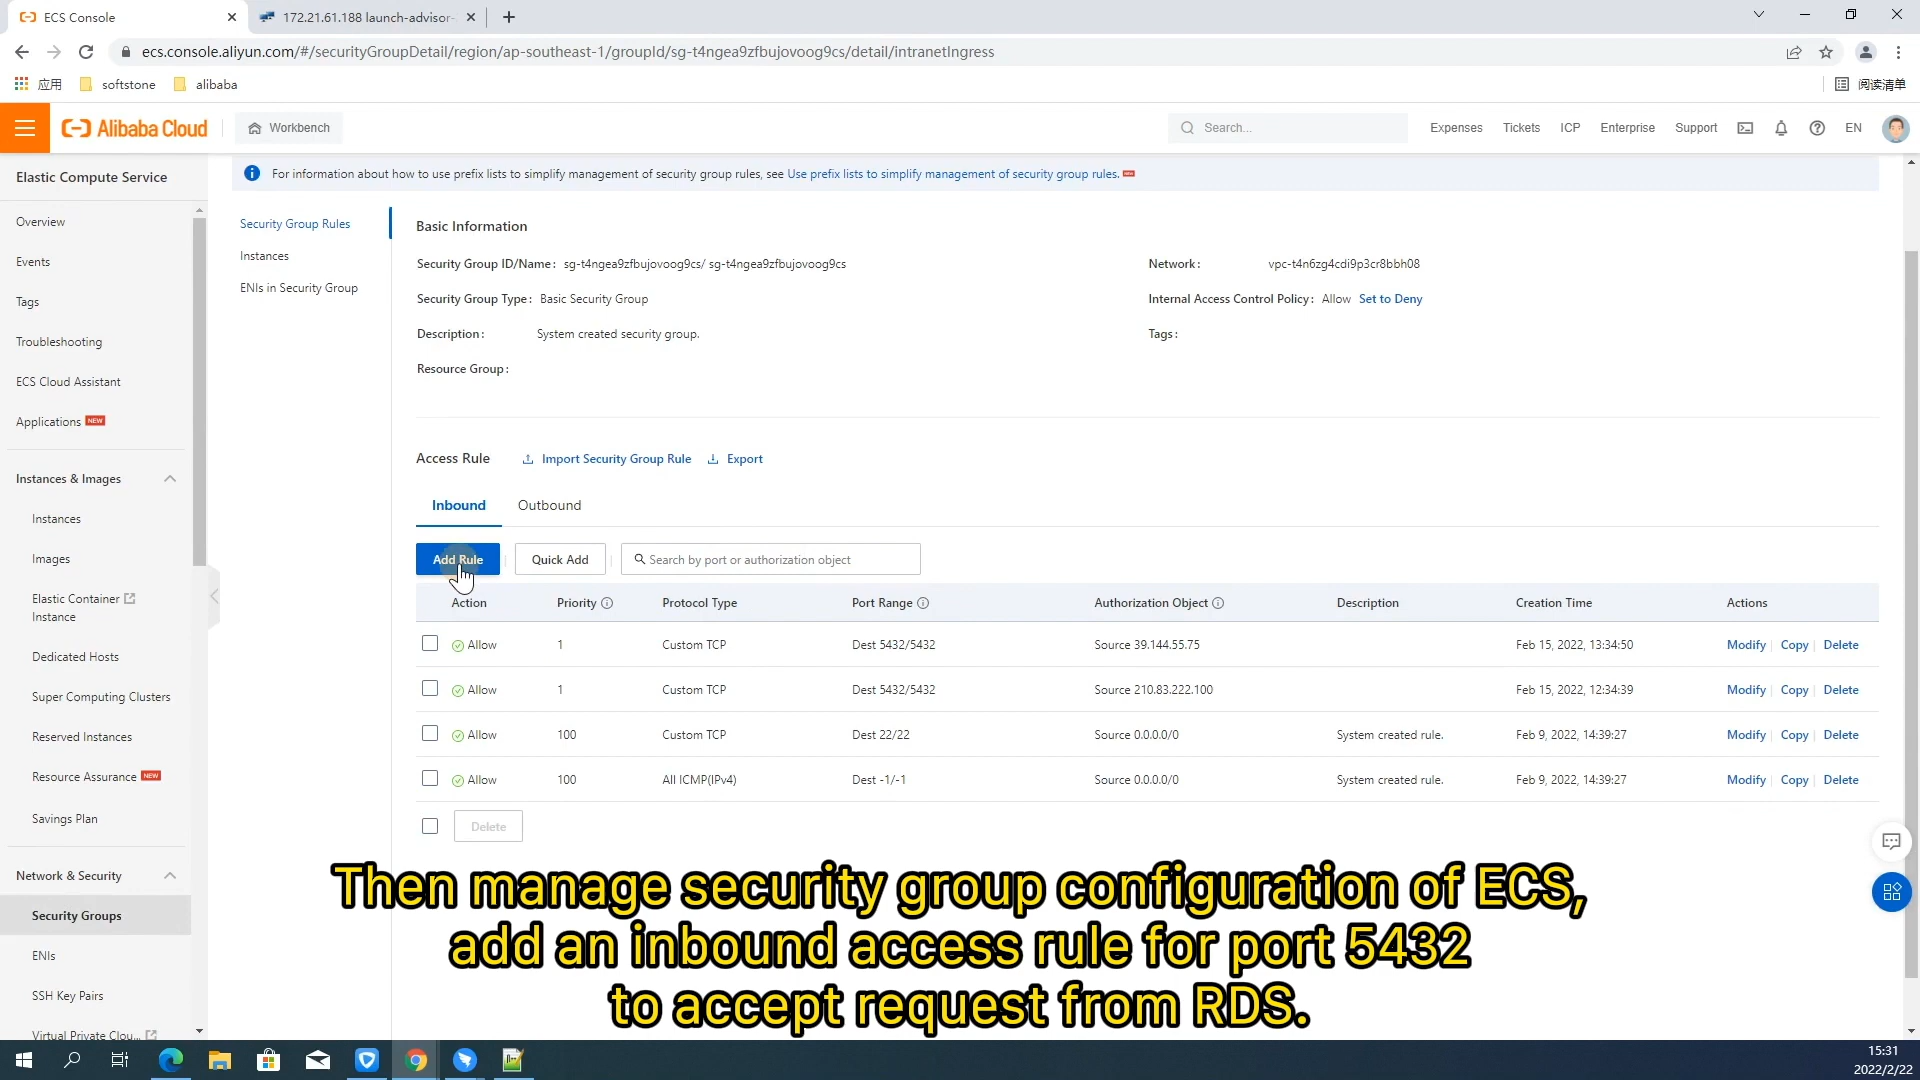 ECS Console
172.21.61.188 launch-advisor-
ecs.console.aliyun.com/#/securityGroupDetail/region/ap-southeast-1/groupId/sg-t4ngea9zfbujovoog9cs/detail/intranetIngress
应用
softstone
alibaba
阅读清单
Alibaba Cloud
Workbench
Search...
Expenses
Tickets
ICP
Enterprise
Support
EN
Elastic Compute Service
Overview
Events
Tags
Troubleshooting
ECS Cloud Assistant
Applications NEW
Instances & Images
Instances
Images
Elastic Container
Instance
Dedicated Hosts
Super Computing Clusters
Reserved Instances
Resource Assurance NEW
Savings Plan
Network & Security
Security Groups
ENIs
SSH Key Pairs
Virtual Private Clou...
For information about how to use prefix lists to simplify management of security group rules, see Use prefix lists to simplify management of security group rules.
Security Group Rules
Instances
ENIs in Security Group
Basic Information
Security Group ID/Name: sg-t4ngea9zfbujovoog9cs/ sg-t4ngea9zfbujovoog9cs
Network: vpc-t4n6zg4cdi9p3cr8bbh08
Security Group Type: Basic Security Group
Internal Access Control Policy: Allow Set to Deny
Description: System created security group.
Tags:
Resource Group:
Access Rule
Import Security Group Rule
Export
Inbound
Outbound
Add Rule
Quick Add
Search by port or authorization object
Action Priority Protocol Type Port Range Authorization Object Description Creation Time Actions
Allow 1 Custom TCP Dest 5432/5432 Source 39.144.55.75 Feb 15, 2022, 13:34:50 Modify Copy Delete
Allow 1 Custom TCP Dest 5432/5432 Source 210.83.222.100 Feb 15, 2022, 12:34:39 Modify Copy Delete
Allow 100 Custom TCP Dest 22/22 Source 0.0.0.0/0 System created rule. Feb 9, 2022, 14:39:27 Modify Copy Delete
Allow 100 All ICMP(IPv4) Dest -1/-1 Source 0.0.0.0/0 System created rule. Feb 9, 2022, 14:39:27 Modify Copy Delete
Delete
Then manage security group configuration of ECS,
add an inbound access rule for port 5432
to accept request from RDS.
15:31
2022/2/22